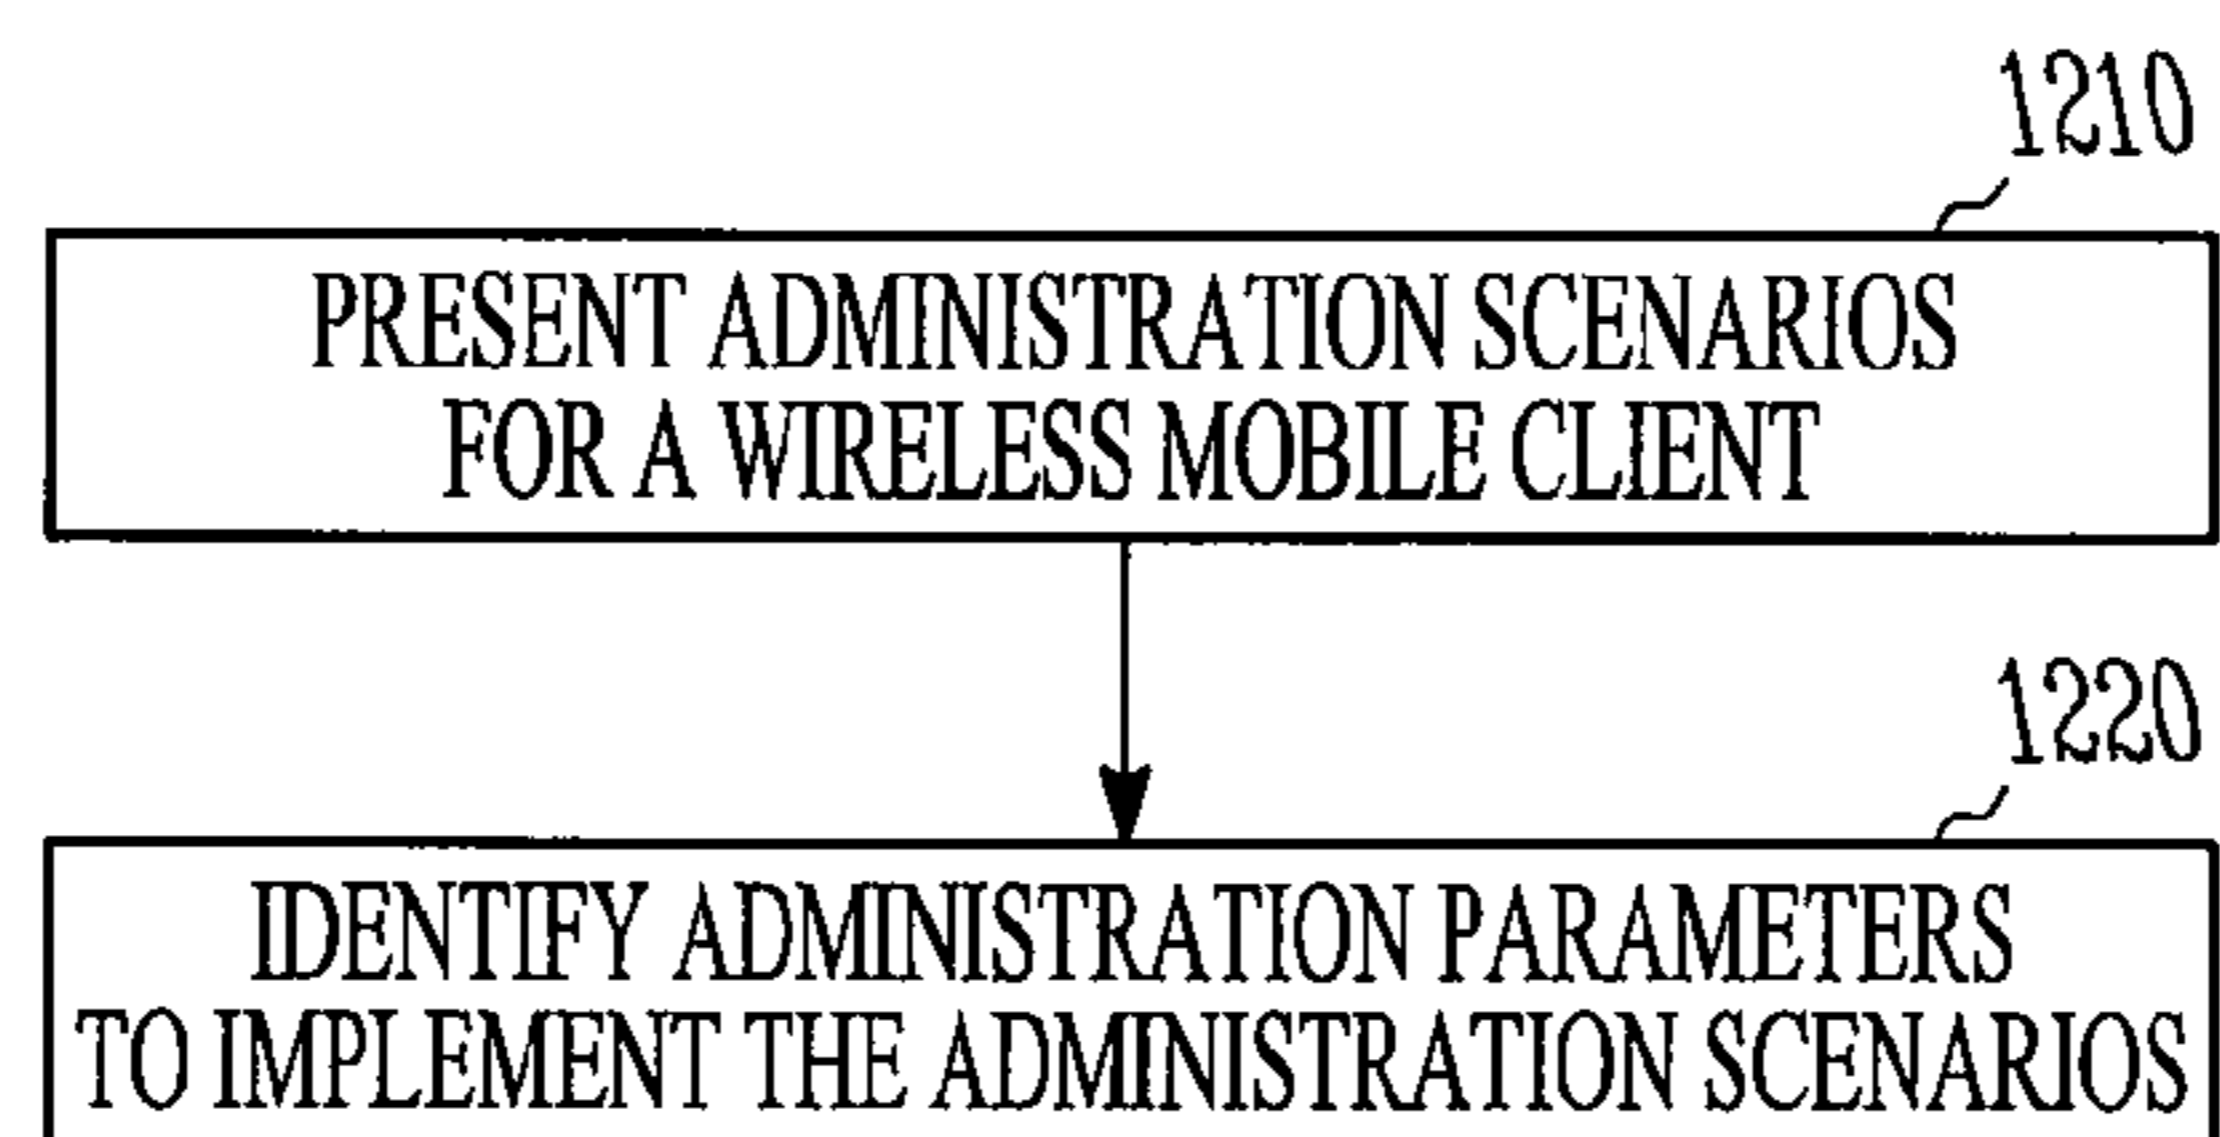 1210
PRESENT ADMINISTRATION SCENARIOS
FOR A WIRELESS MOBILE CLIENT
1220
IDENTIFY ADMINISTRATION PARAMETERS
TO IMPLEMENT THE ADMINISTRATION SCENARIOS